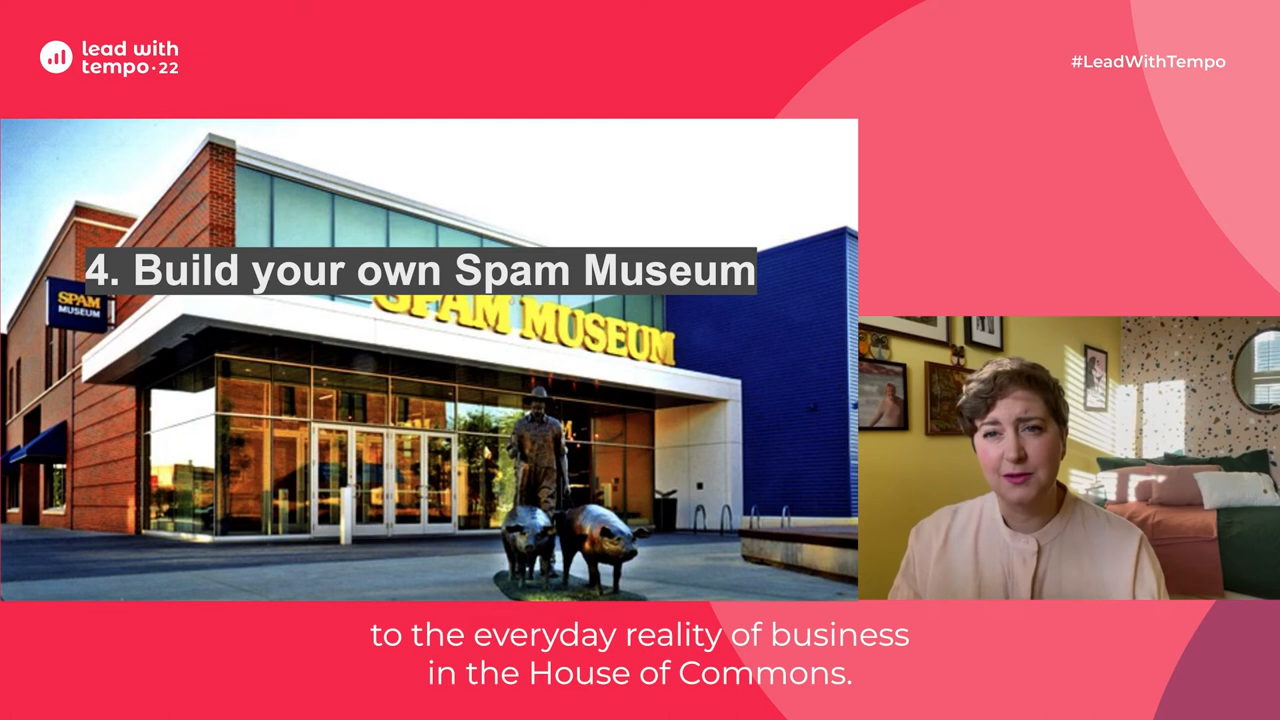 lead with
tempo·22
#LeadWithTempo
4. Build your own Spam Museum
SPAM
MUSEUM
SPAM MUSEUM
to the everyday reality of business
in the House of Commons.